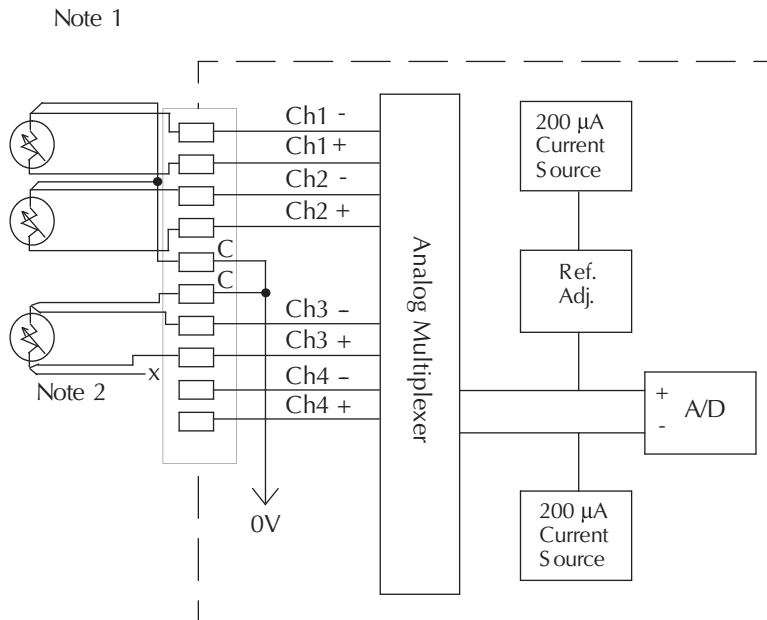 Note 1
Ch1 -
Ch1 +
Ch2 -
Ch2 +
C
C
Ch3 –
Ch3 +
Ch4 –
Ch4 +
x
Note 2
0V
Analog Multiplexer
200 µA
Current
Source
Ref.
Adj.
+
-
A/D
200 µA
Current
Source